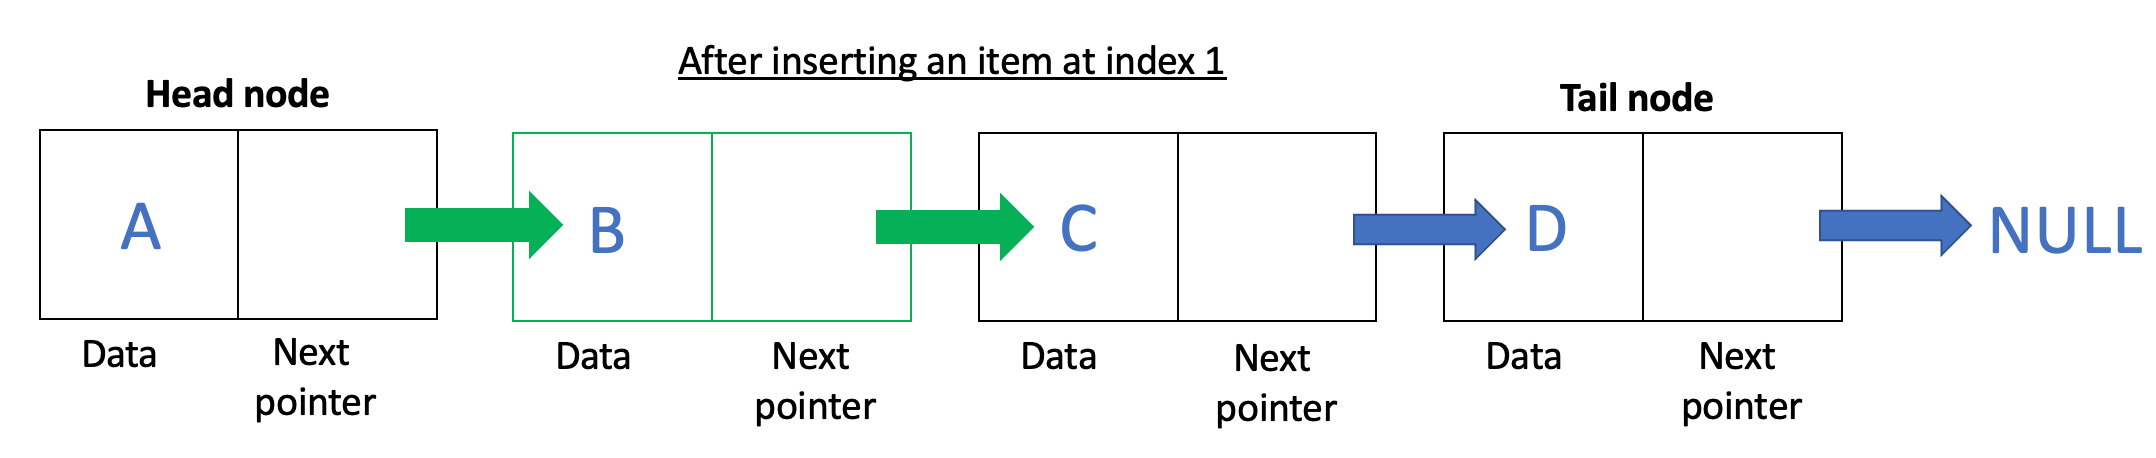 After inserting an item at index 1
Head node
Tail node
A
B
C
D
NULL
Data
Next
pointer
Data
Next
pointer
Data
Next
pointer
Data
Next
pointer